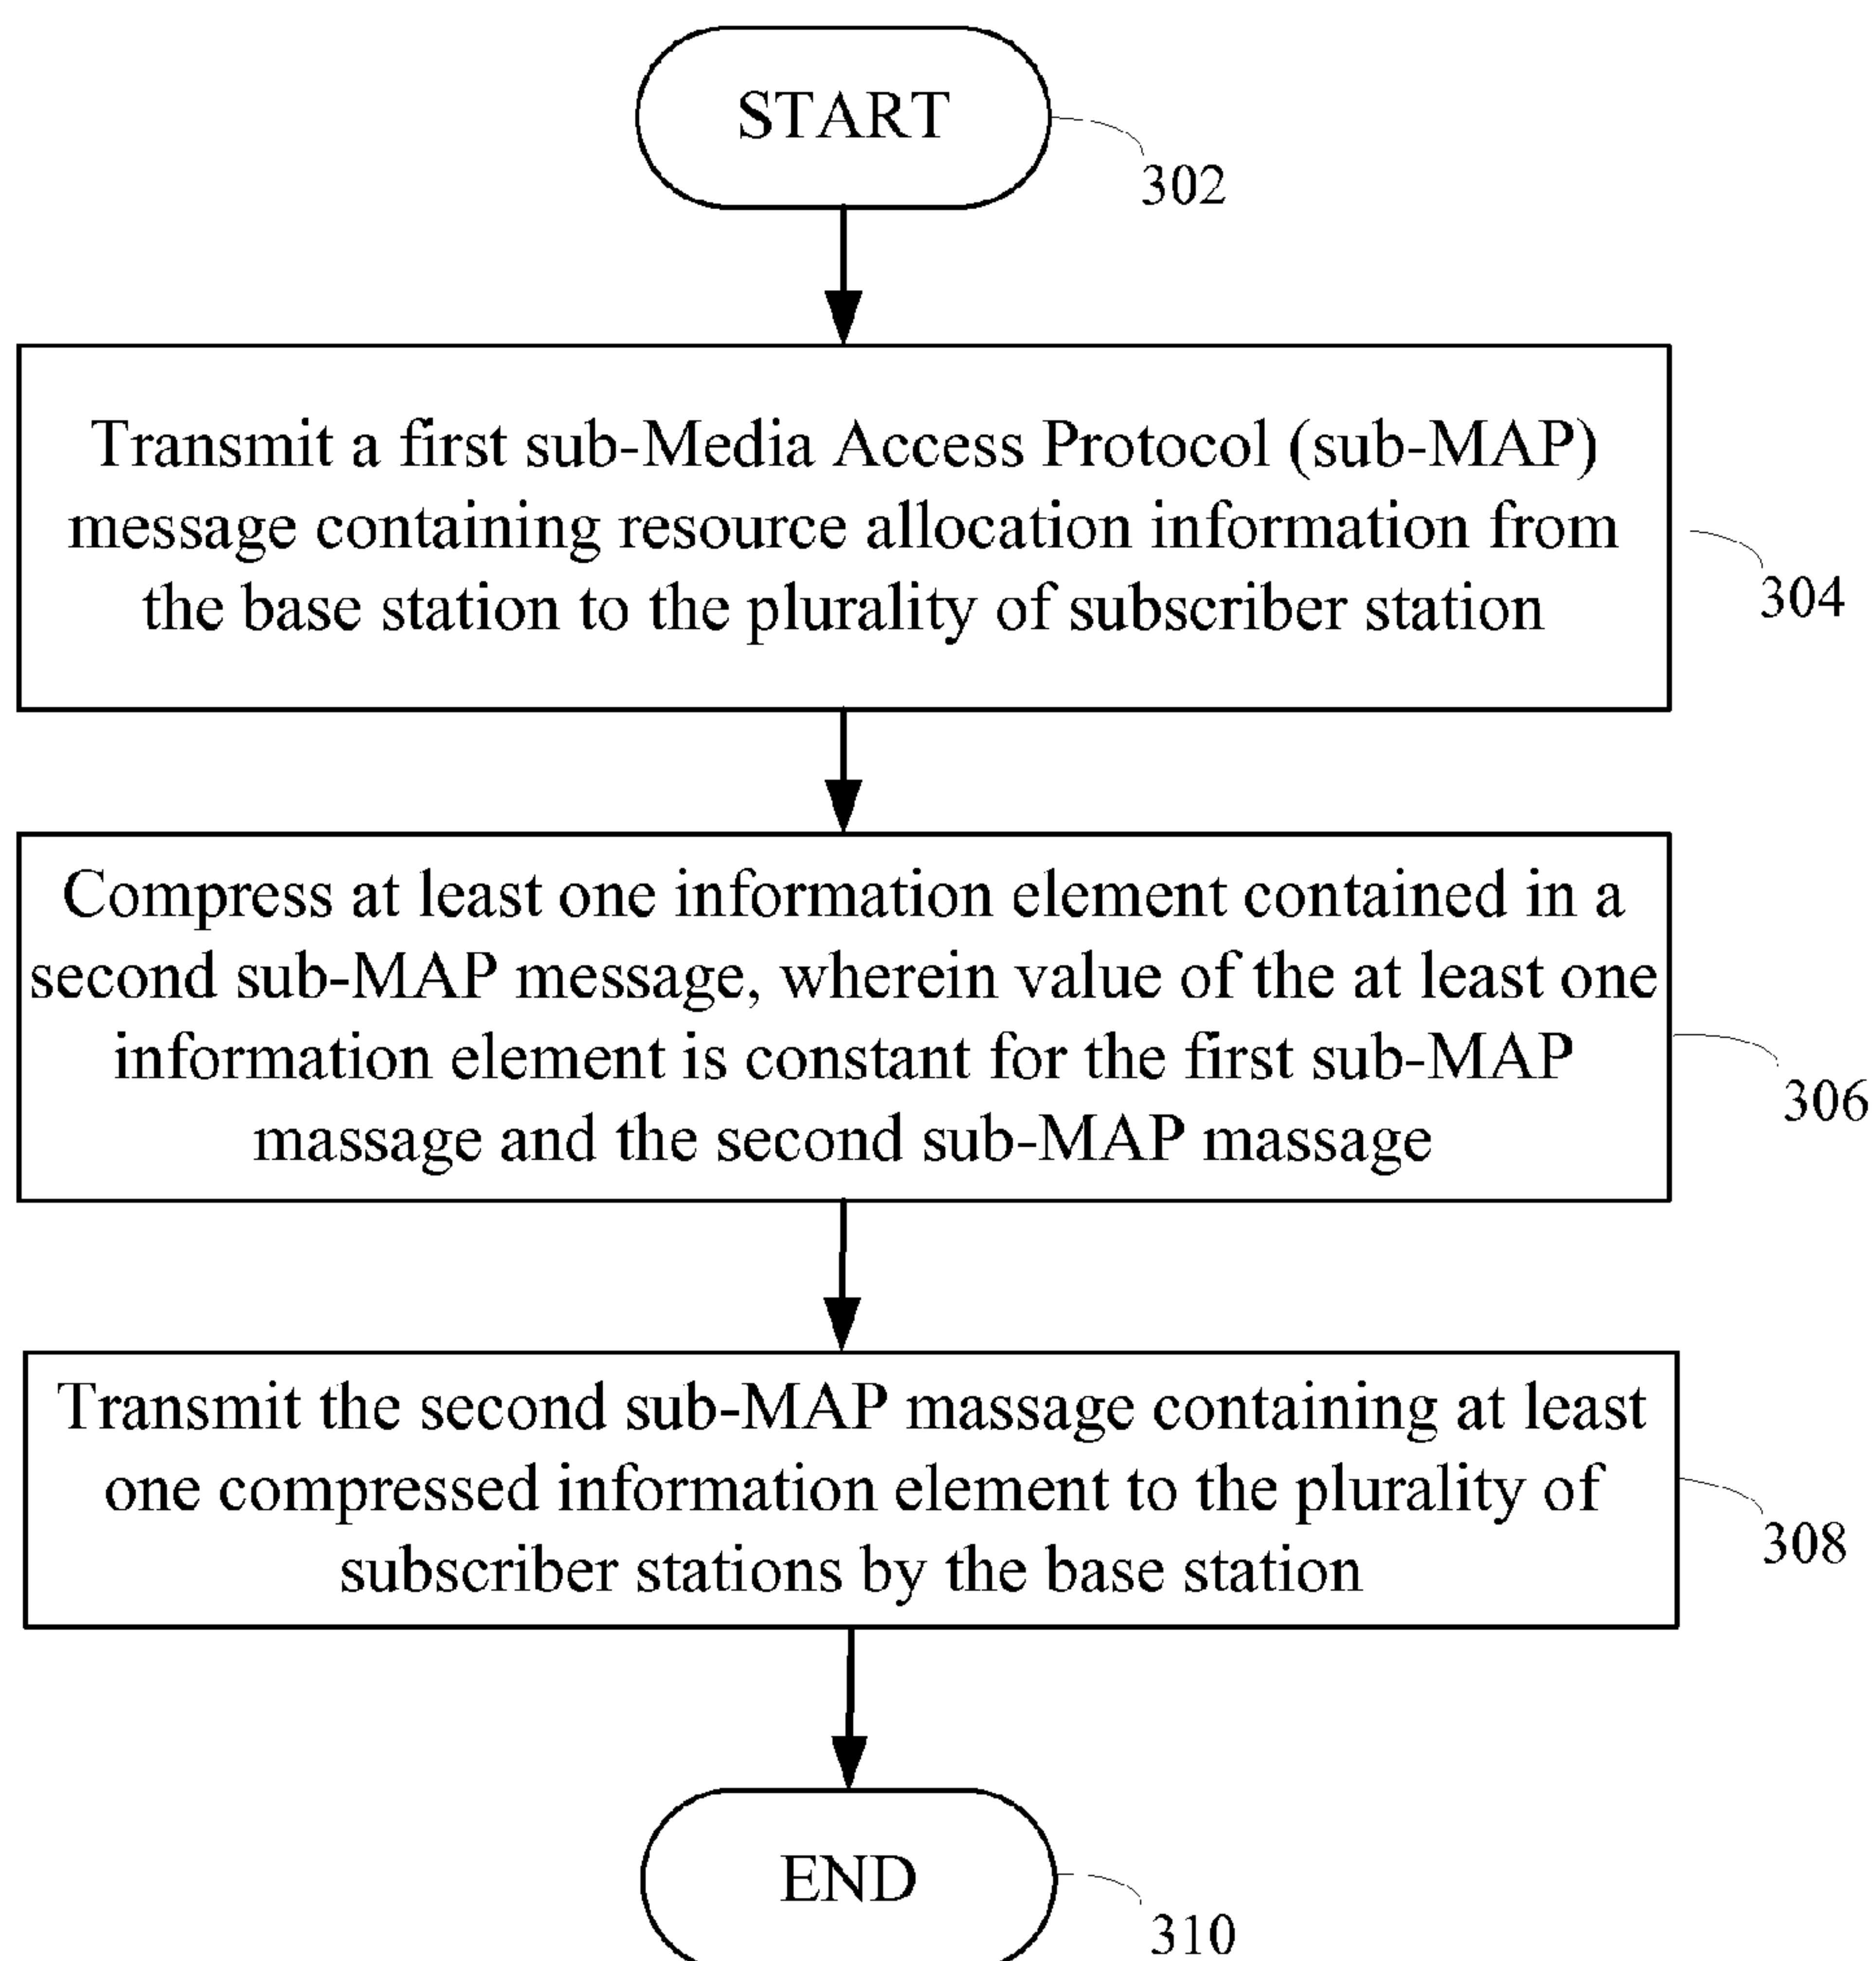 START
302
Transmit a first sub-Media Access Protocol (sub-MAP)
message containing resource allocation information from
the base station to the plurality of subscriber station
304
Compress at least one information element contained in a
second sub-MAP message, wherein value of the at least one
information element is constant for the first sub-MAP
massage and the second sub-MAP massage
306
Transmit the second sub-MAP massage containing at least
one compressed information element to the plurality of
subscriber stations by the base station
308
END
310